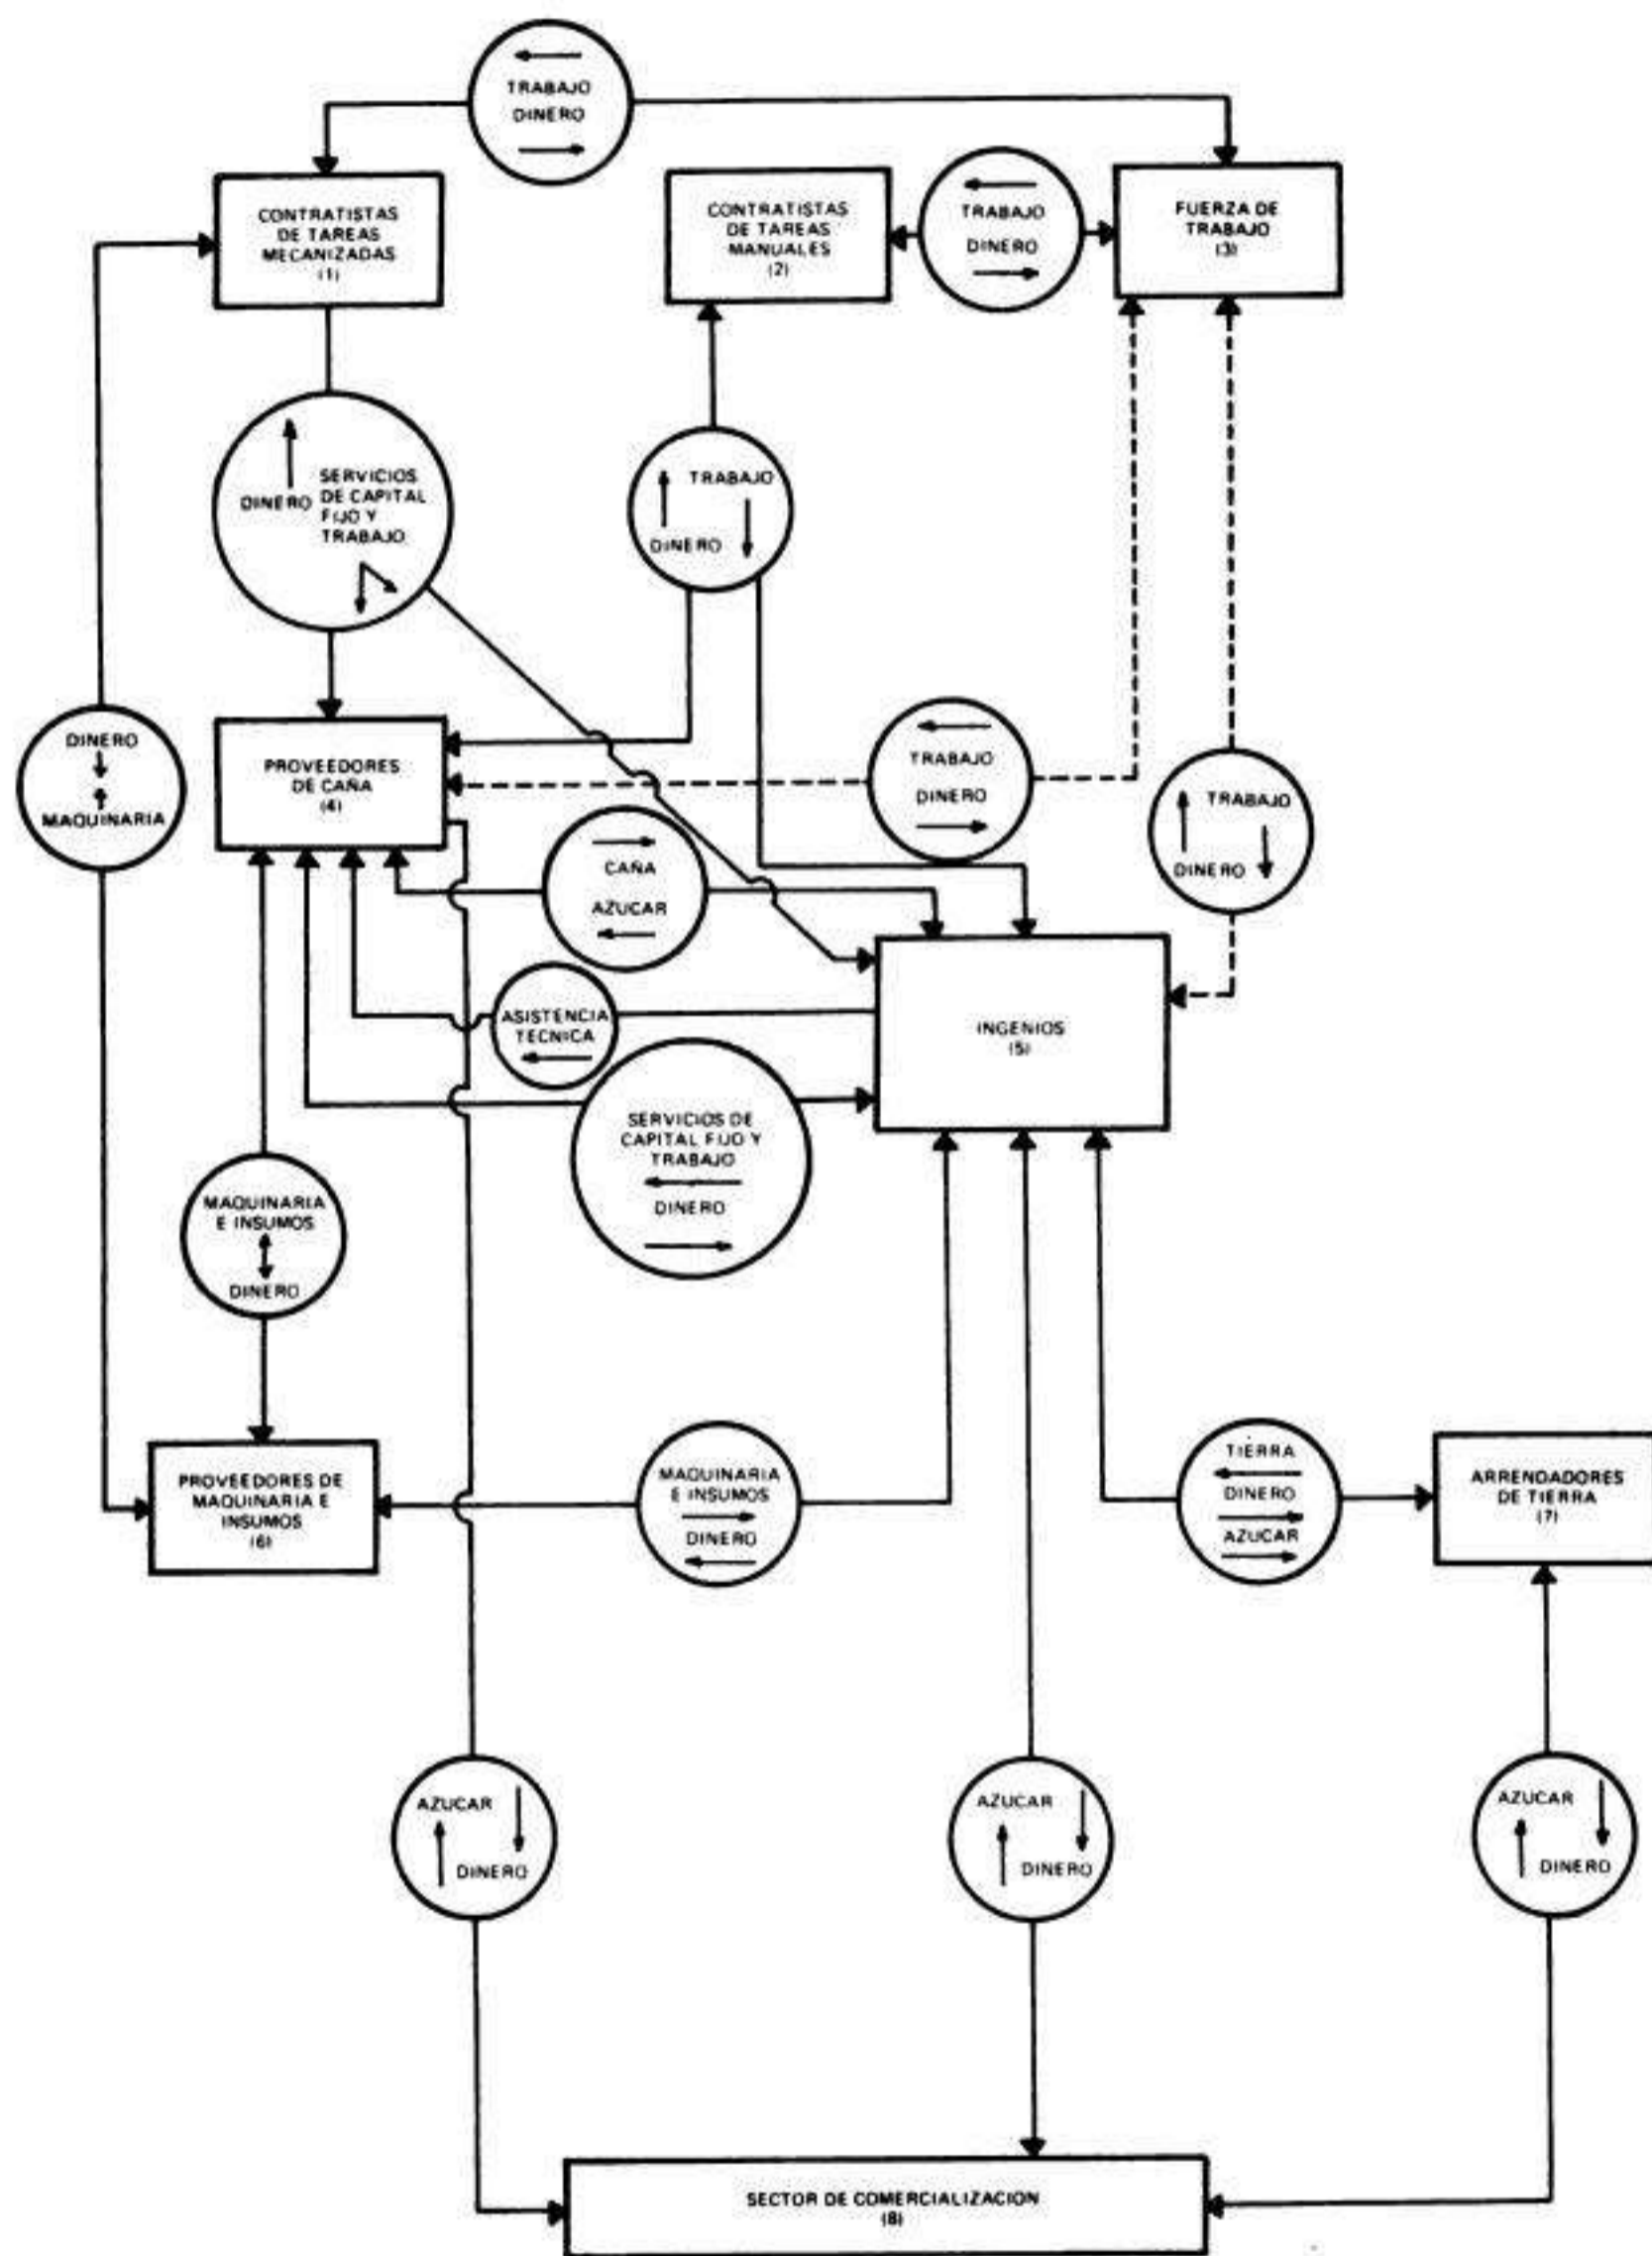 TRABAJO
DINERO
CONTRATISTAS
DE TAREAS
MECANIZADAS
(1)
CONTRATISTAS
DE TAREAS
MANUALES
(2)
TRABAJO
DINERO
FUERZA DE
TRABAJO
(3)
DINERO
SERVICIOS
DE CAPITAL
FIJO Y
TRABAJO
TRABAJO
DINERO
DINERO
MAQUINARIA
PROVEEDORES
DE CAÑA
(4)
TRABAJO
DINERO
TRABAJO
DINERO
CAÑA
AZUCAR
ASISTENCIA
TECNICA
INGENIOS
(5)
SERVICIOS DE
CAPITAL FIJO Y
TRABAJO
DINERO
MAQUINARIA
E INSUMOS
DINERO
PROVEEDORES DE
MAQUINARIA E
INSUMOS
(6)
MAQUINARIA
E INSUMOS
DINERO
TIERRA
DINERO
AZUCAR
ARRENDADORES
DE TIERRA
(7)
AZUCAR
DINERO
AZUCAR
DINERO
AZUCAR
DINERO
SECTOR DE COMERCIALIZACION
(8)